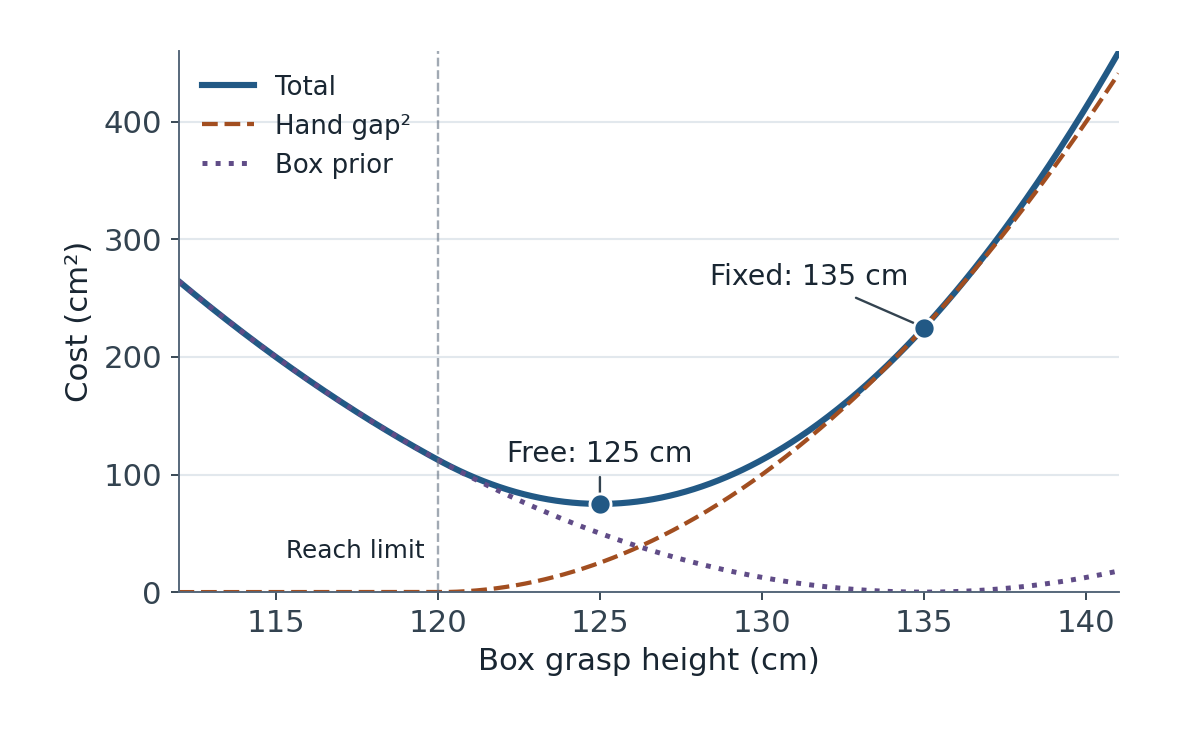 Total
Hand gap²
Box prior
400
300
200
100
0
Cost (cm²)
Fixed: 135 cm
Free: 125 cm
Reach limit
115
120
125
130
135
140
Box grasp height (cm)